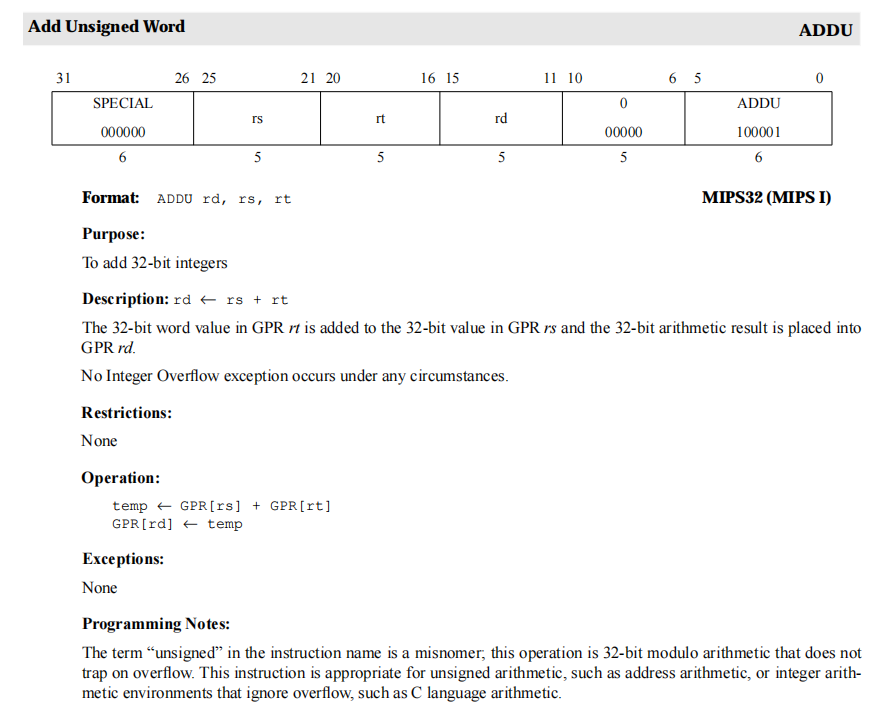 Add Unsigned Word ADDU
31 26 25 21 20 16 15 11 10 6 5 0
SPECIAL rs rt rd 0 ADDU
000000 00000 100001
6 5 5 5 5 6
Format: ADDU rd, rs, rt MIPS32 (MIPS I)
Purpose:
To add 32-bit integers
Description: rd ← rs + rt
The 32-bit word value in GPR rt is added to the 32-bit value in GPR rs and the 32-bit arithmetic result is placed into
GPR rd.
No Integer Overflow exception occurs under any circumstances.
Restrictions:
None
Operation:
temp ← GPR[rs] + GPR[rt]
GPR[rd] ← temp
Exceptions:
None
Programming Notes:
The term “unsigned” in the instruction name is a misnomer; this operation is 32-bit modulo arithmetic that does not
trap on overflow. This instruction is appropriate for unsigned arithmetic, such as address arithmetic, or integer arith-
metic environments that ignore overflow, such as C language arithmetic.